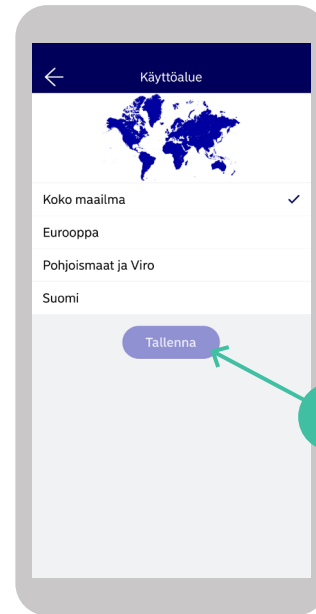 Käyttöalue
Koko maailma
Eurooppa
Pohjoismaat ja Viro
Suomi
Tallenna